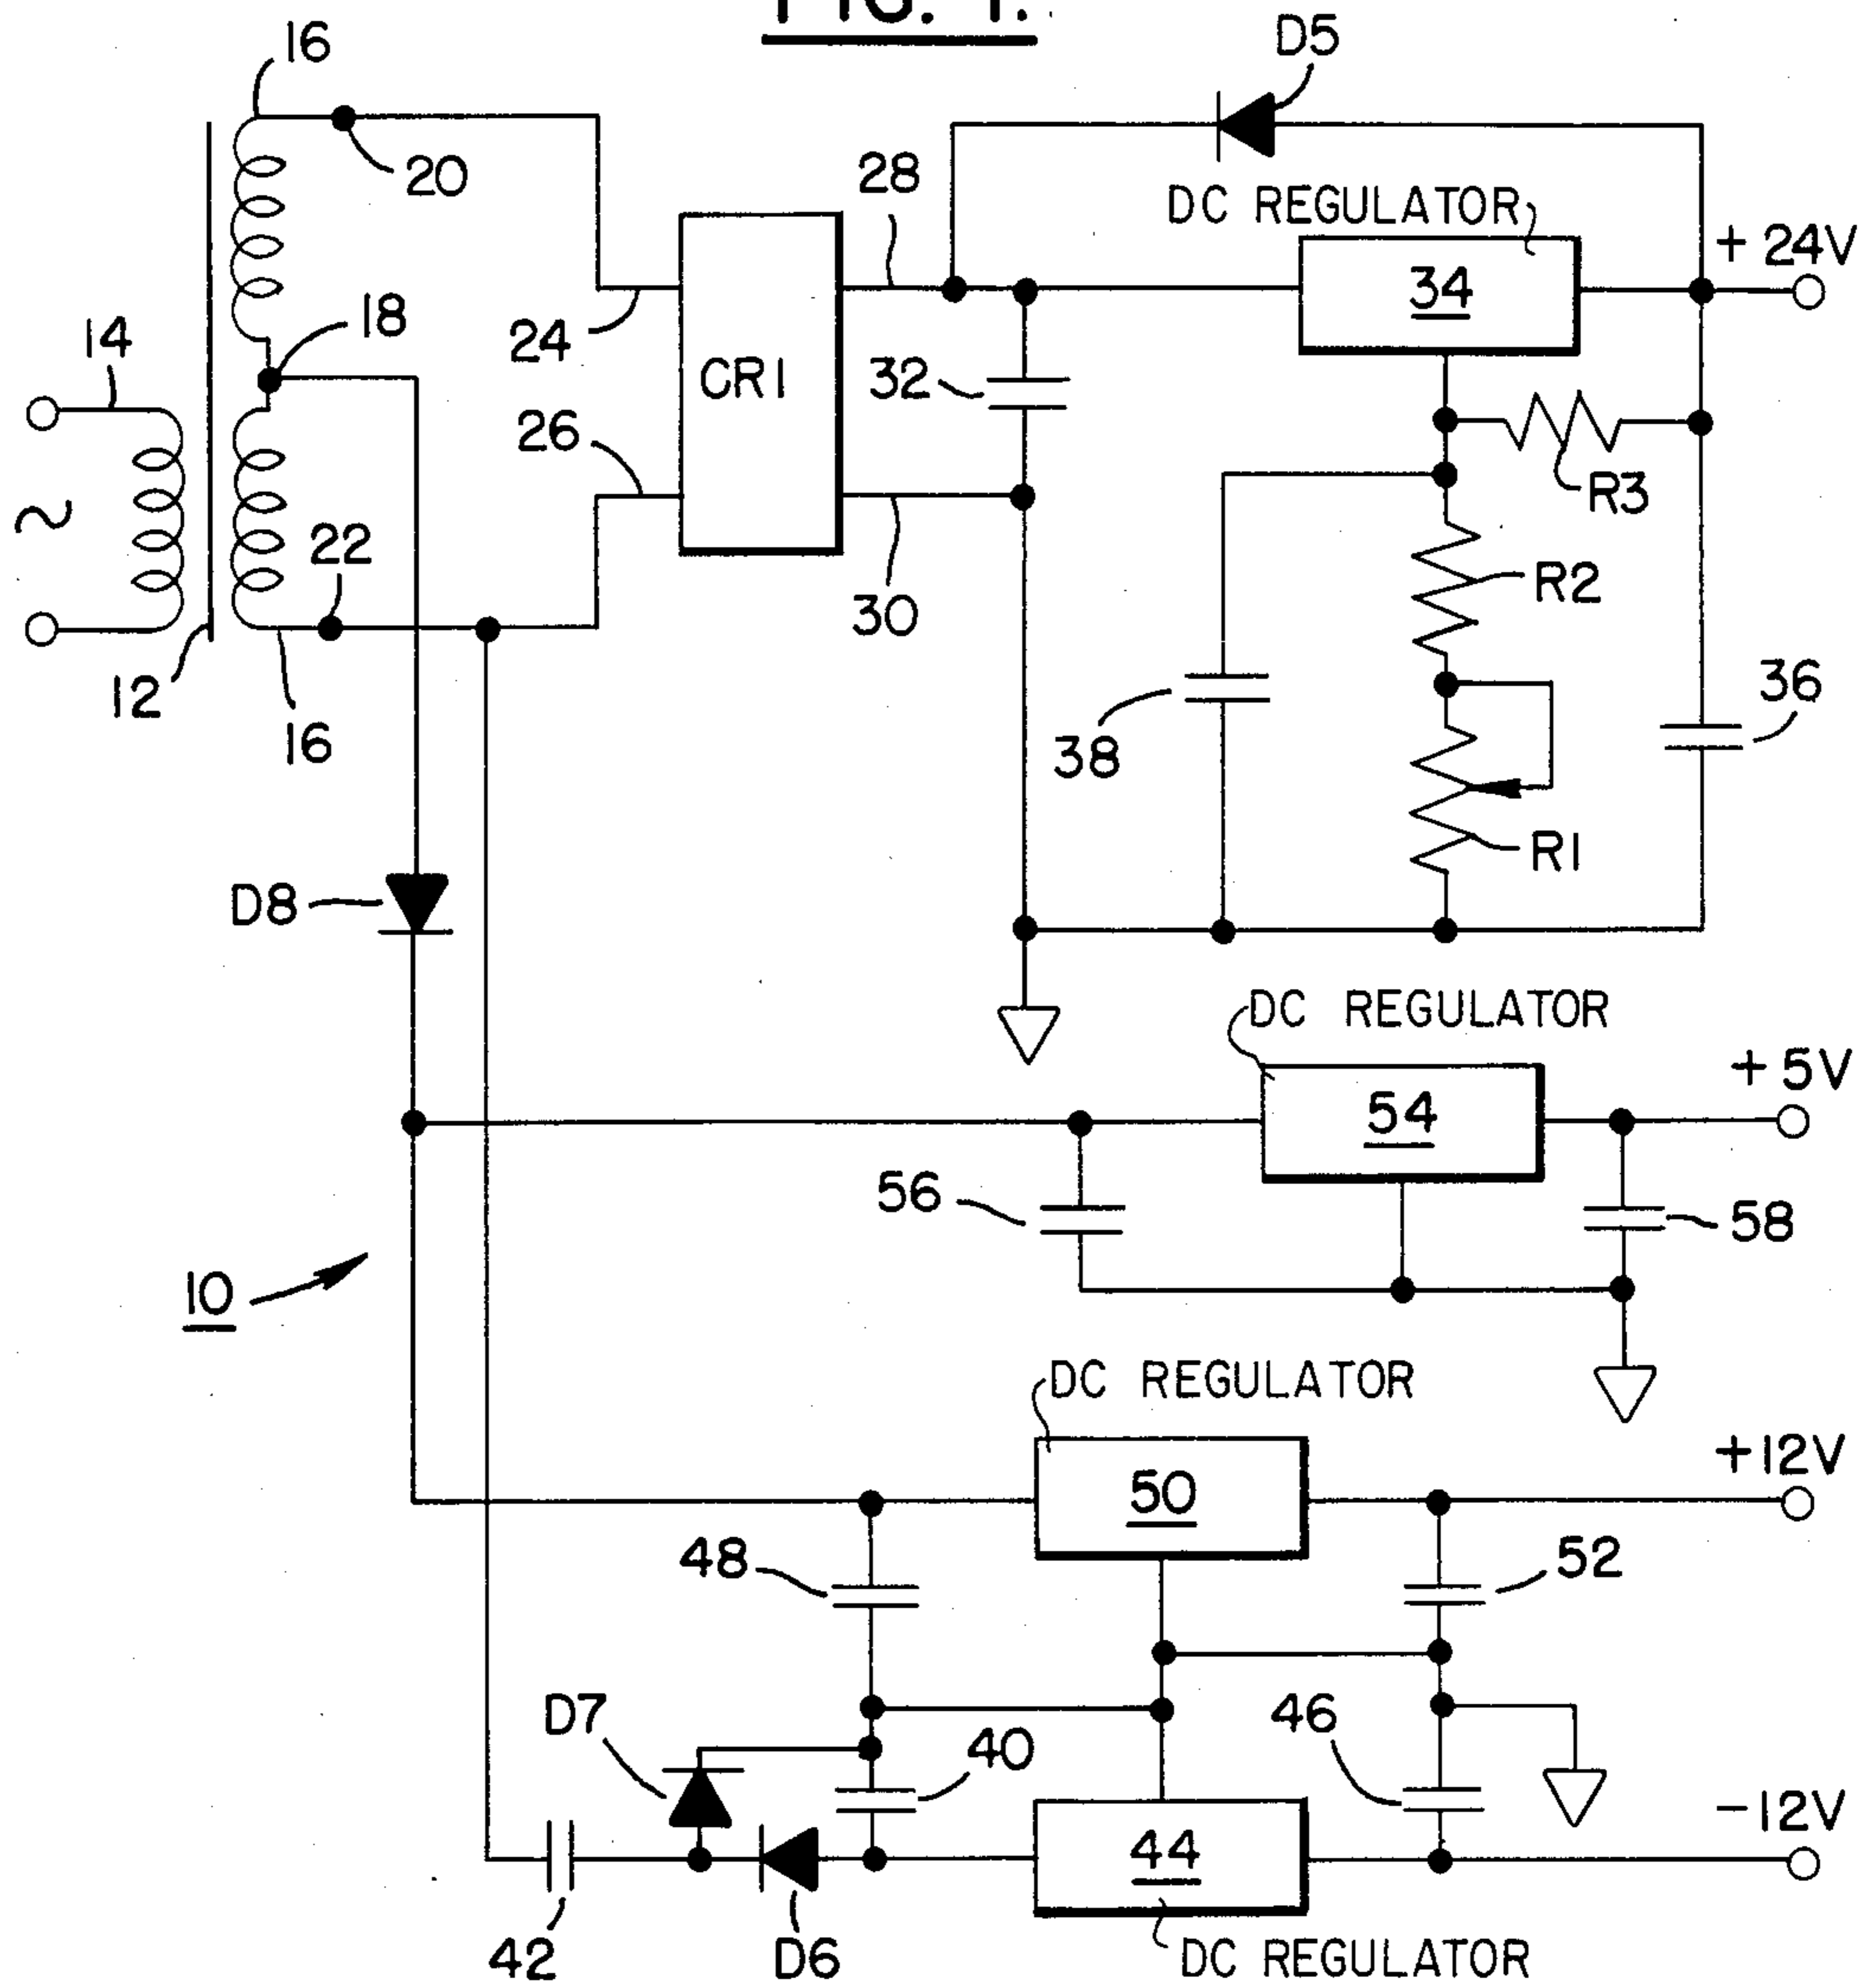 FIG. 1.
16
D5
20
28
DC REGULATOR
+ 24V
34
18
14
24
CR1
32
26
R3
22
R2
30
12
16
38
36
R1
D8
DC REGULATOR
+ 5V
54
56
58
10
DC REGULATOR
+12V
50
48
52
D7
46
40
-12V
44
42
D6
DC REGULATOR